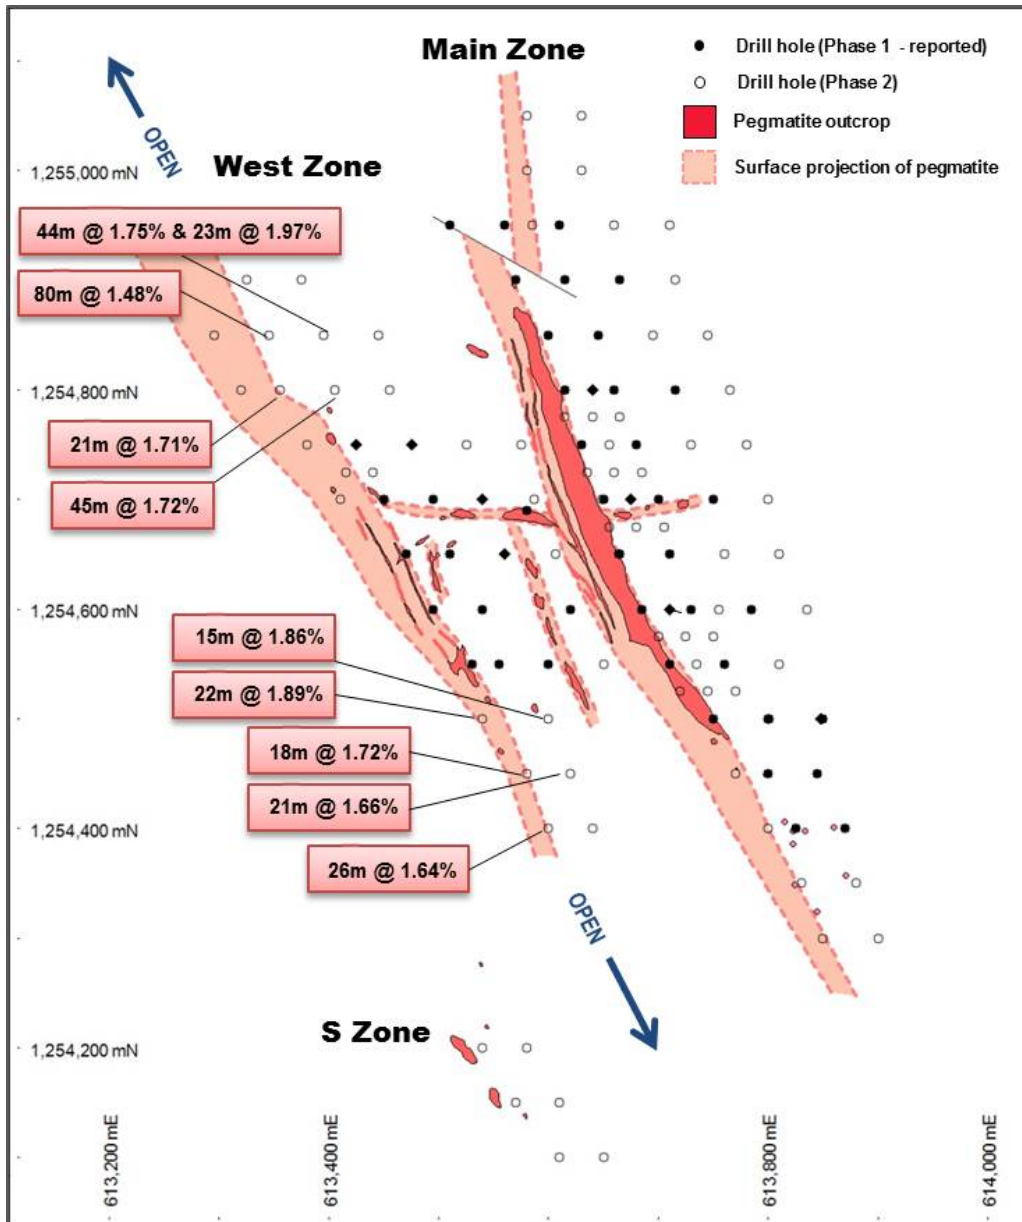 Main Zone
Drill hole (Phase 1 - reported)
Drill hole (Phase 2)
Pegmatite outcrop
Surface projection of pegmatite
OPEN
West Zone
1,255,000 mN
44m @ 1.75% & 23m @ 1.97%
80m @ 1.48%
1,254,800 mN
21m @ 1.71%
45m @ 1.72%
1,254,600 mN
15m @ 1.86%
22m @ 1.89%
18m @ 1.72%
21m @ 1.66%
1,254,400 mN
26m @ 1.64%
OPEN
S Zone
1,254,200 mN
613,200 mE
613,400 mE
613,800 mE
614,000 mE